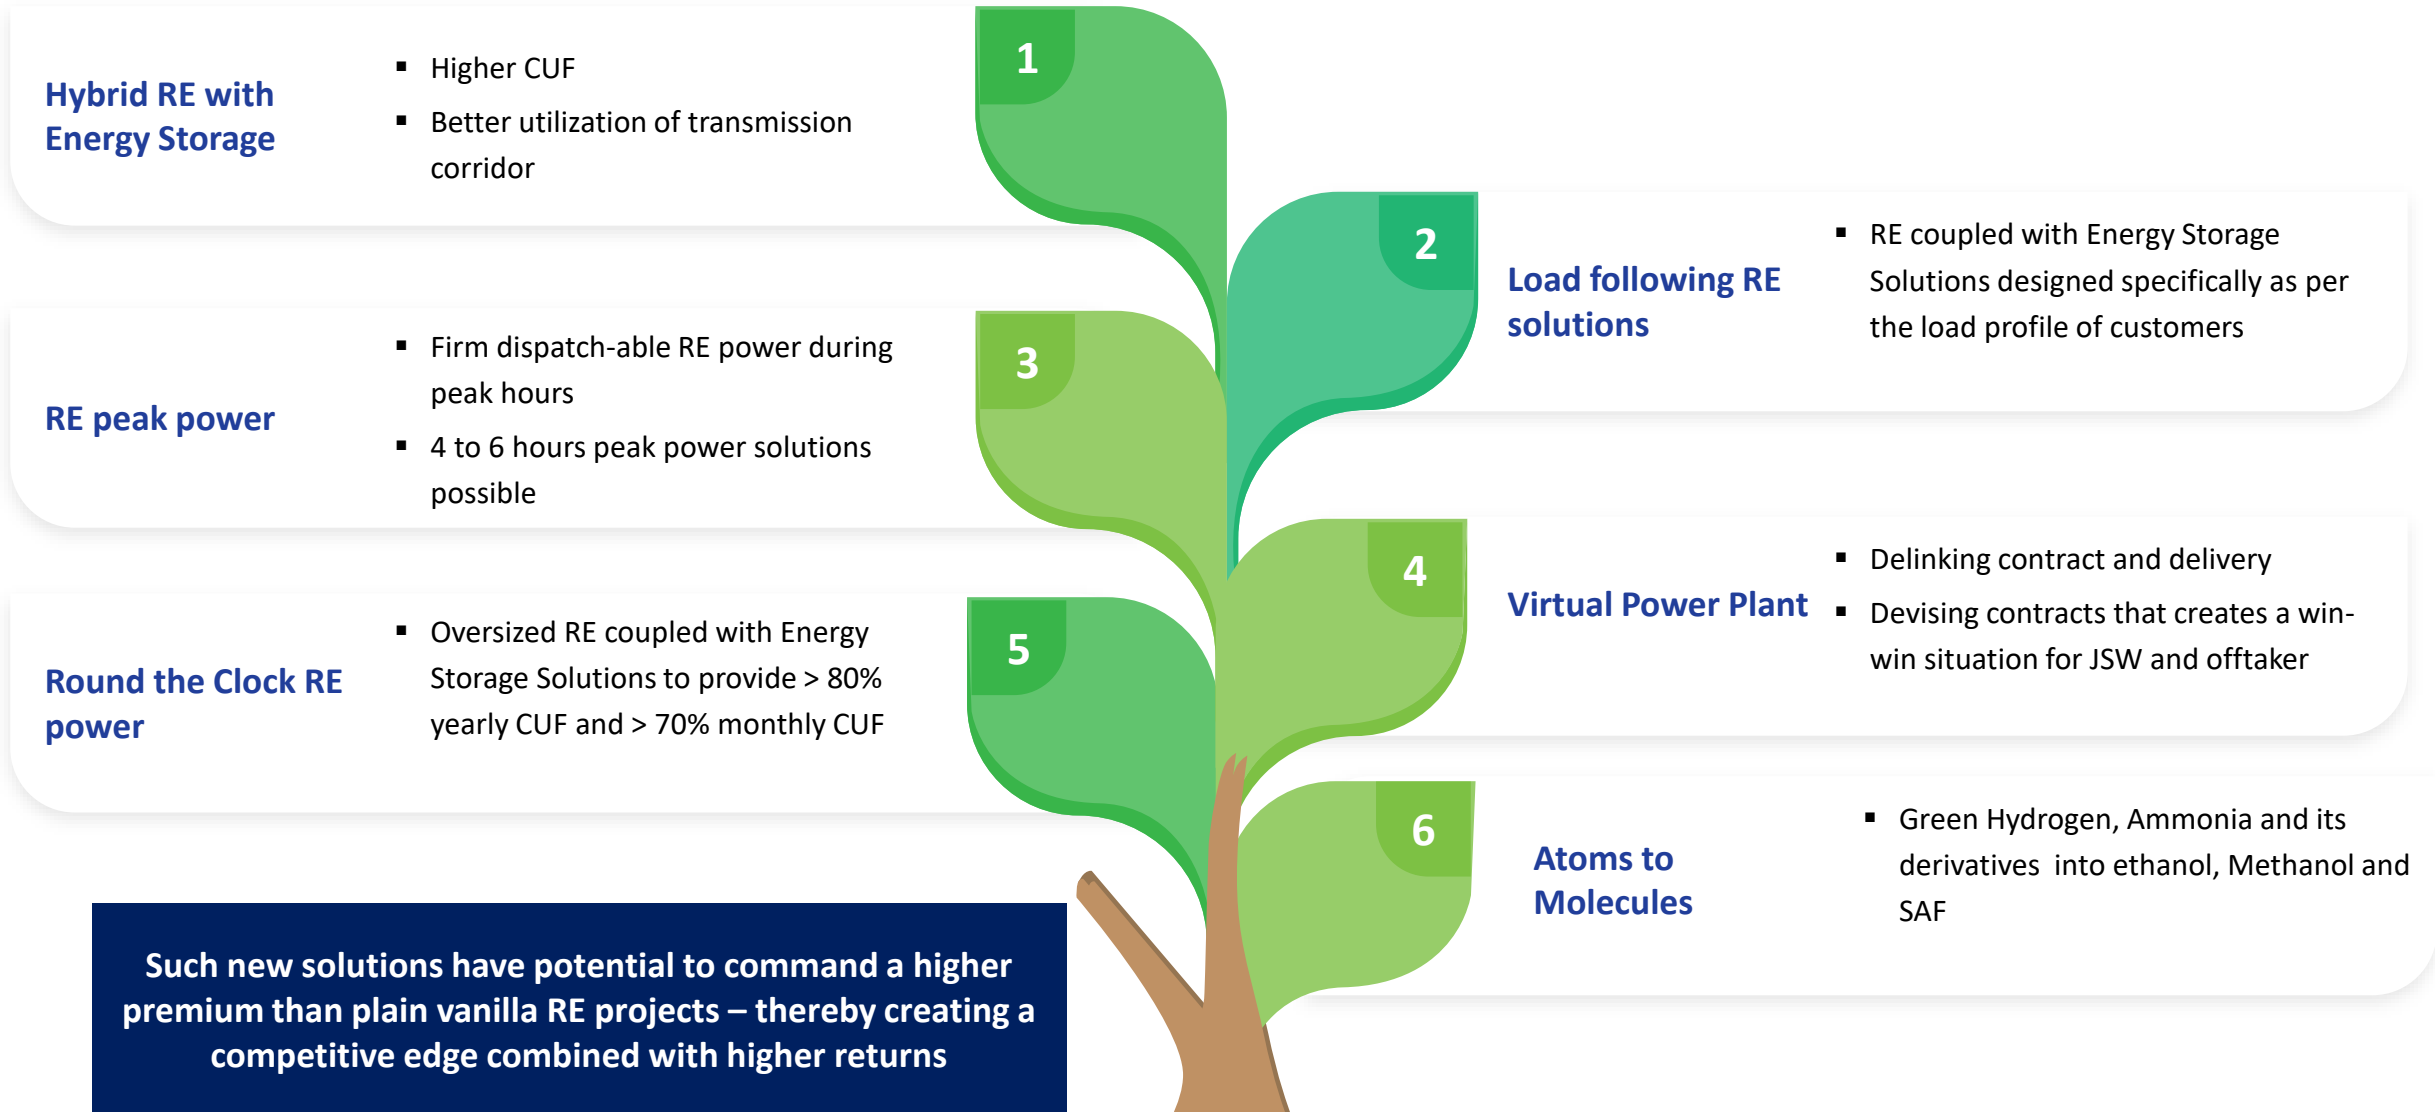 1
Hybrid RE with
Energy Storage
▪ Higher CUF
▪ Better utilization of transmission
corridor
2
Load following RE
solutions
▪ RE coupled with Energy Storage
Solutions designed specifically as per
the load profile of customers
3
RE peak power
▪ Firm dispatch-able RE power during
peak hours
▪ 4 to 6 hours peak power solutions
possible
4
Virtual Power Plant
▪ Delinking contract and delivery
▪ Devising contracts that creates a win-
win situation for JSW and offtaker
5
Round the Clock RE
power
▪ Oversized RE coupled with Energy
Storage Solutions to provide > 80%
yearly CUF and > 70% monthly CUF
6
Atoms to
Molecules
▪ Green Hydrogen, Ammonia and its
derivatives into ethanol, Methanol and
SAF
Such new solutions have potential to command a higher
premium than plain vanilla RE projects – thereby creating a
competitive edge combined with higher returns